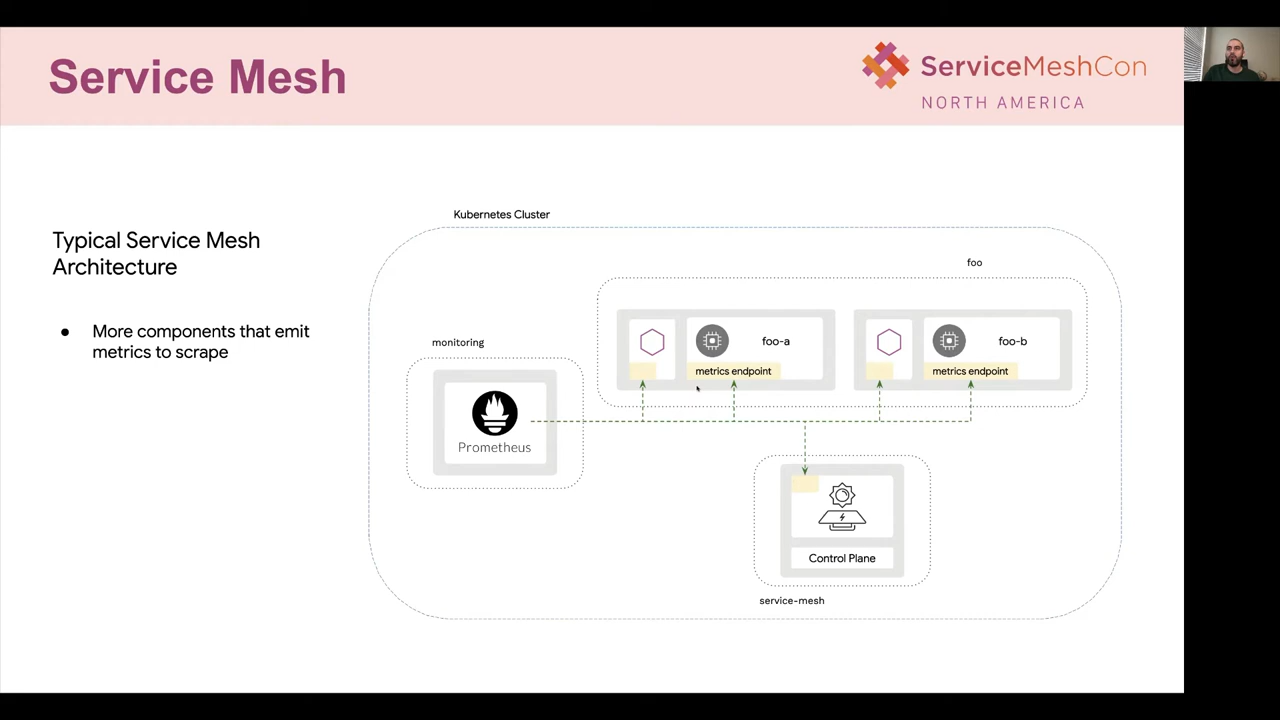 Service Mesh
ServiceMeshCon
NORTH AMERICA
Typical Service Mesh
Architecture
● More components that emit
metrics to scrape
Kubernetes Cluster
foo
monitoring
foo-a
metrics endpoint
foo-b
metrics endpoint
Prometheus
Control Plane
service-mesh